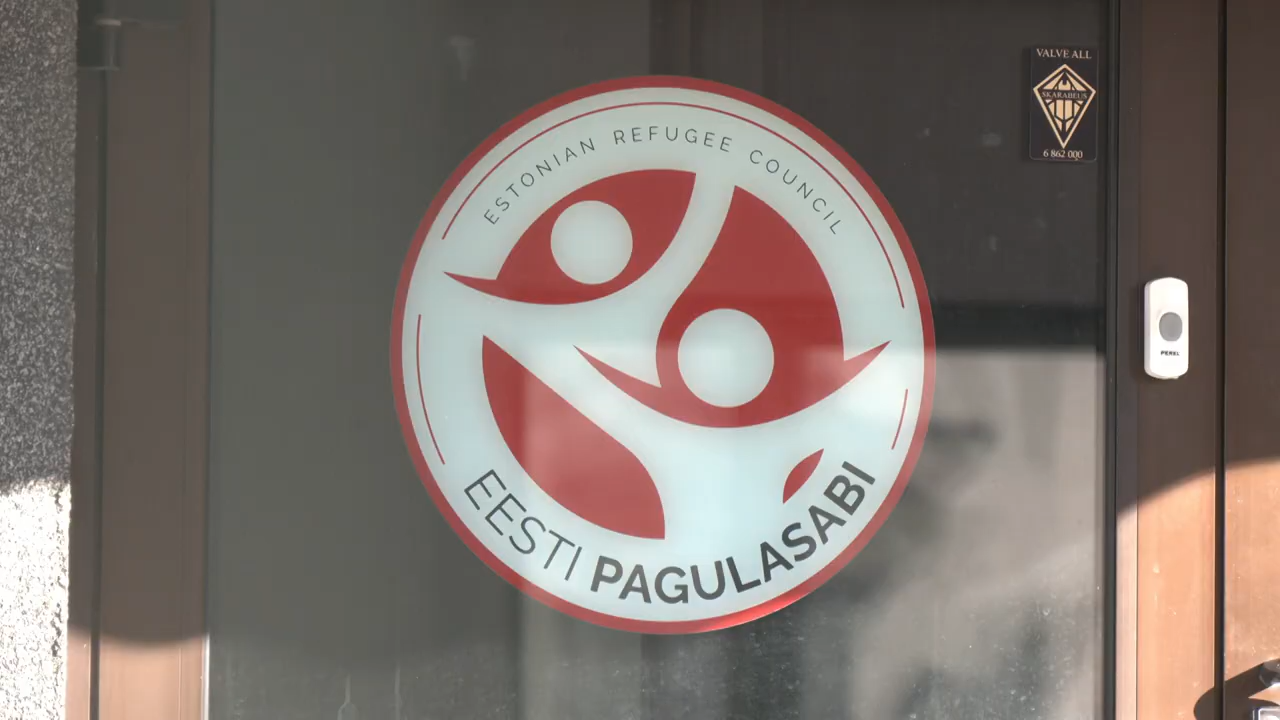 ESTONIAN REFUGEE COUNCIL
EESTI PAGULASABI
VALVE ALL
SKARABEUS
6 862 000
PEREL